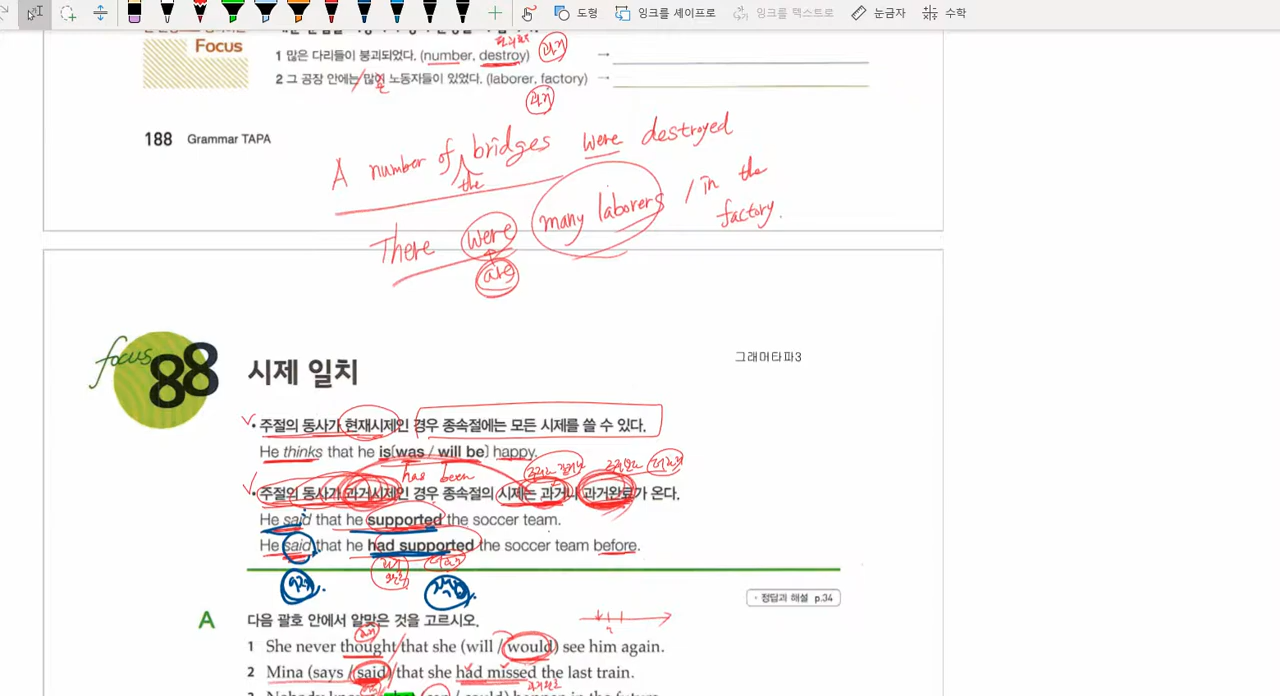 도형 잉크를 셰이프로 잉크를 텍스트로 눈금자 수학
Focus
1 많은 다리들이 붕괴되었다. (number, destroy) 과거 →
2 그 공장 안에는 많은 노동자들이 있었다. (laborer, factory) →
과거
188 Grammar TAPA
A number of bridges were destroyed
the
There were many laborers / in the factory.
are
focus 88 시제 일치
그래머타파3
• 주절의 동사가 현재시제인 경우 종속절에는 모든 시제를 쓸 수 있다.
He thinks that he is[was / will be] happy.
has been
• 주절의 동사가 과거시제인 경우 종속절의 시제는 과거나 과거완료가 온다.
He said that he supported the soccer team.
He said that he had supported the soccer team before.
• 정답과 해설 p.34
A 다음 괄호 안에서 알맞은 것을 고르시오.
1 She never thought that she (will / would) see him again.
2 Mina (says / said) that she had missed the last train.